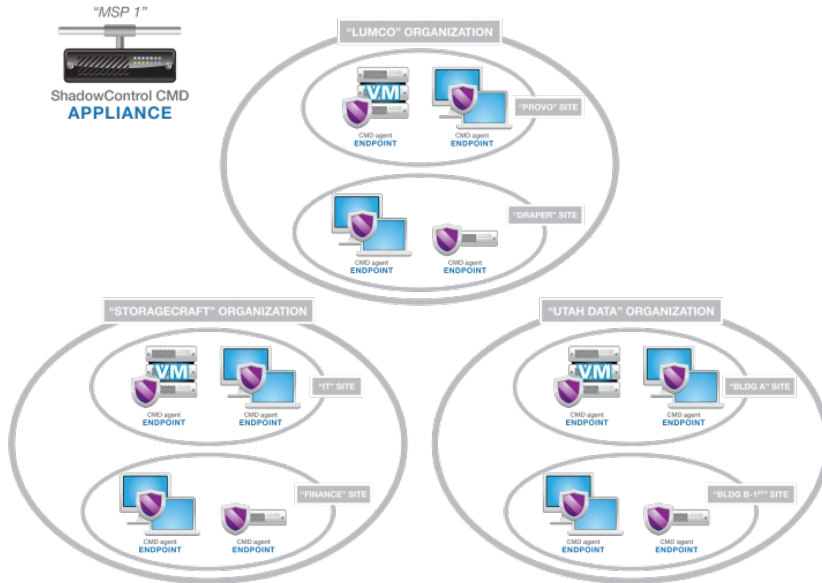 “MSP 1”
ShadowControl CMD
APPLIANCE
“LUMCO” ORGANIZATION
VM
CMD agent
ENDPOINT
CMD agent
ENDPOINT
“PROVO” SITE
CMD agent
ENDPOINT
CMD agent
ENDPOINT
“DRAPER” SITE
“STORAGECRAFT” ORGANIZATION
VM
CMD agent
ENDPOINT
CMD agent
ENDPOINT
“IT” SITE
CMD agent
ENDPOINT
CMD agent
ENDPOINT
“FINANCE” SITE
“UTAH DATA” ORGANIZATION
VM
CMD agent
ENDPOINT
CMD agent
ENDPOINT
“BLDG A” SITE
CMD agent
ENDPOINT
CMD agent
ENDPOINT
“BLDG B-1ST” SITE